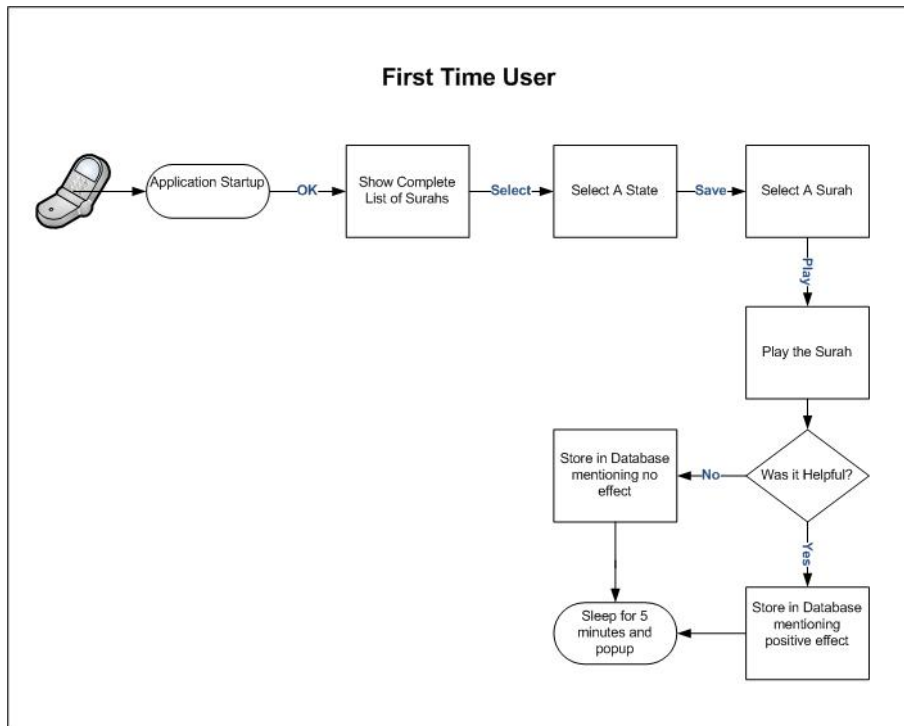 First Time User
Application Startup
OK
Show Complete
List of Surahs
Select
Select A State
Save
Select A Surah
Play
Play the Surah
Was it Helpful?
No
Store in Database
mentioning no
effect
Yes
Store in Database
mentioning
positive effect
Sleep for 5
minutes and
popup